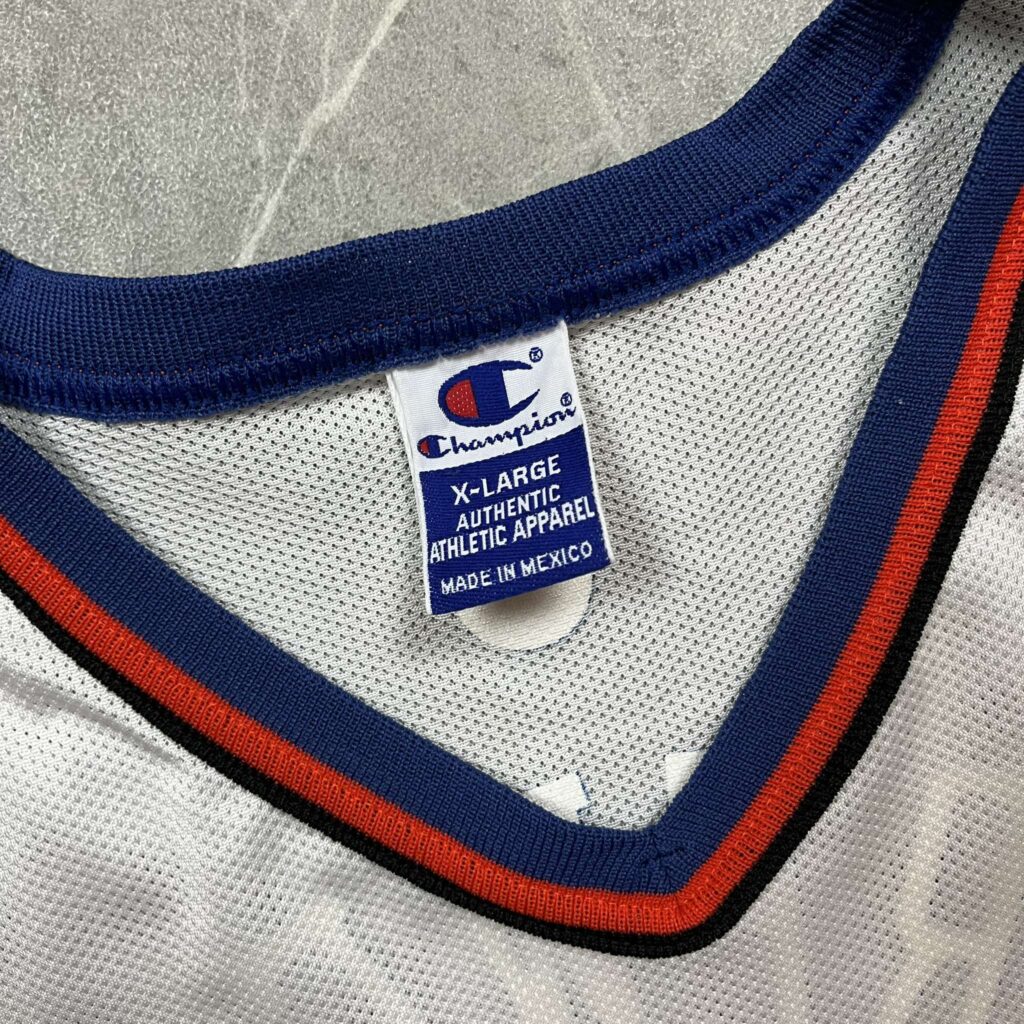 Champion®
X-LARGE
AUTHENTIC
ATHLETIC APPAREL
MADE IN MEXICO